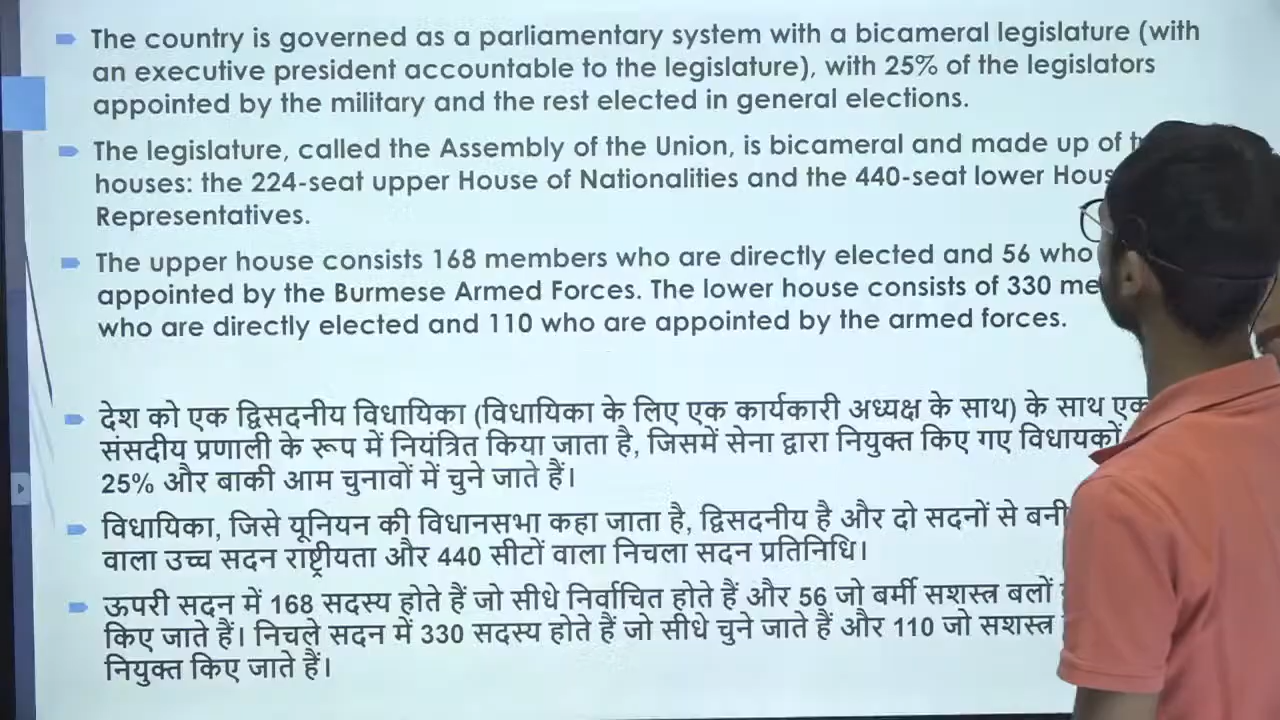 The country is governed as a parliamentary system with a bicameral legislature (with
an executive president accountable to the legislature), with 25% of the legislators
appointed by the military and the rest elected in general elections.
The legislature, called the Assembly of the Union, is bicameral and made up of
houses: the 224-seat upper House of Nationalities and the 440-seat lower
Representatives.
The upper house consists 168 members who are directly elected and 56 who
appointed by the Burmese Armed Forces. The lower house consists of 330
who are directly elected and 110 who are appointed by the armed forces.
देश को एक द्विसदनीय विधायिका (विधायिका के लिए एक कार्यकारी अध्यक्ष के साथ) के साथ एक
संसदीय प्रणाली के रूप में नियंत्रित किया जाता है, जिसमें सेना द्वारा नियुक्त किए गए विधायकों
25% और बाकी आम चुनावों में चुने जाते हैं।
विधायिका, जिसे यूनियन की विधानसभा कहा जाता है, द्विसदनीय है और दो सदनों से बनी
वाला उच्च सदन राष्ट्रीयता और 440 सीटों वाला निचला सदन प्रतिनिधि।
ऊपरी सदन में 168 सदस्य होते हैं जो सीधे निर्वाचित होते हैं और 56 जो बर्मी सशस्त्र बलों
किए जाते हैं। निचले सदन में 330 सदस्य होते हैं जो सीधे चुने जाते हैं और 110 जो सशस्त्र
नियुक्त किए जाते हैं।